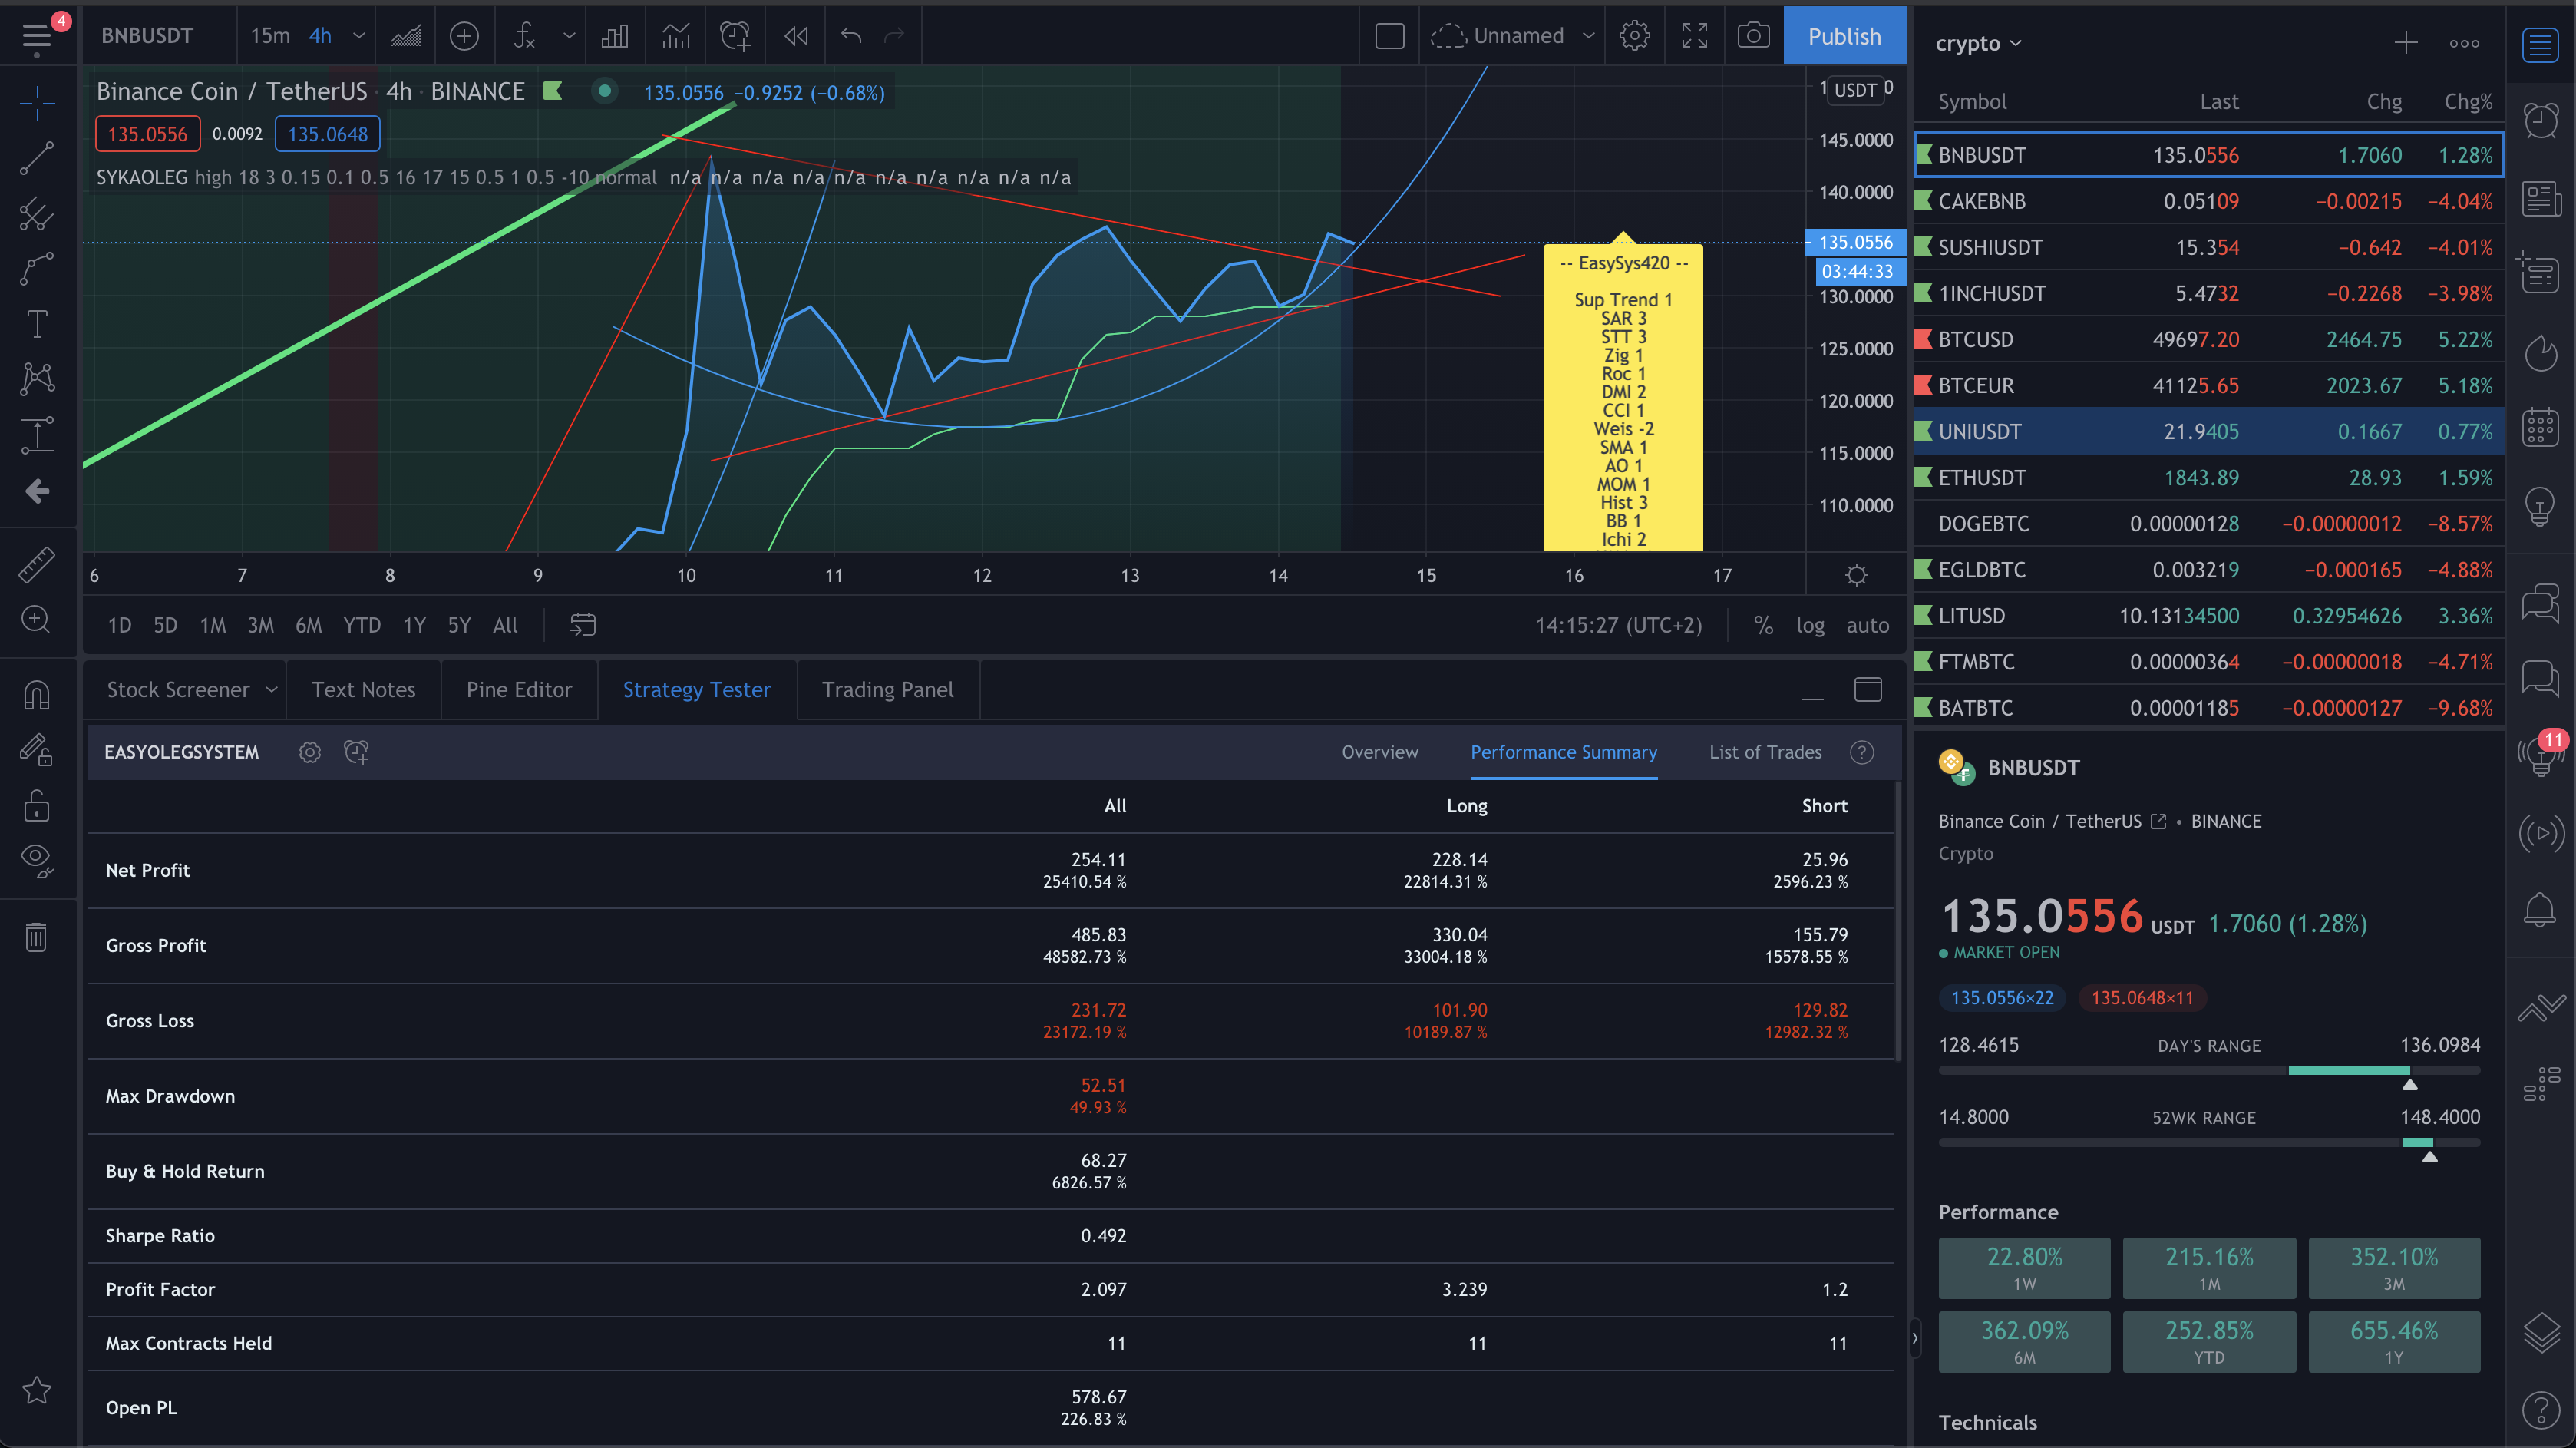 4
BNBUSDT 15m 4h Unnamed Publish
Binance Coin / TetherUS · 4h · BINANCE 135.0556 −0.9252 (−0.68%)
135.0556 0.0092 135.0648
SYKAOLEG high 18 3 0.15 0.1 0.5 16 17 15 0.5 1 0.5 -10 normal n/a n/a n/a n/a n/a n/a n/a n/a n/a n/a
USDT
145.0000
140.0000
135.0556
03:44:33
130.0000
125.0000
120.0000
115.0000
110.0000
-- EasySys420 --
Sup Trend 1
SAR 3
STT 3
Zig 1
Roc 1
DMI 2
CCI 1
Weis -2
SMA 1
AO 1
MOM 1
Hist 3
BB 1
Ichi 2
6 7 8 9 10 11 12 13 14 15 16 17
1D 5D 1M 3M 6M YTD 1Y 5Y All 14:15:27 (UTC+2) % log auto
Stock Screener Text Notes Pine Editor Strategy Tester Trading Panel
EASYOLEGSYSTEM Overview Performance Summary List of Trades
All Long Short
Net Profit 254.11 228.14 25.96
25410.54 % 22814.31 % 2596.23 %
Gross Profit 485.83 330.04 155.79
48582.73 % 33004.18 % 15578.55 %
Gross Loss 231.72 101.90 129.82
23172.19 % 10189.87 % 12982.32 %
Max Drawdown 52.51
49.93 %
Buy & Hold Return 68.27
6826.57 %
Sharpe Ratio 0.492
Profit Factor 2.097 3.239 1.2
Max Contracts Held 11 11 11
Open PL 578.67
226.83 %
crypto
Symbol Last Chg Chg%
BNBUSDT 135.0556 1.7060 1.28%
CAKEBNB 0.05109 −0.00215 −4.04%
SUSHIUSDT 15.354 −0.642 −4.01%
1INCHUSDT 5.4732 −0.2268 −3.98%
BTCUSD 49697.20 2464.75 5.22%
BTCEUR 41125.65 2023.67 5.18%
UNIUSDT 21.9405 0.1667 0.77%
ETHUSDT 1843.89 28.93 1.59%
DOGEBTC 0.00000128 −0.00000012 −8.57%
EGLDBTC 0.003219 −0.000165 −4.88%
LITUSD 10.13134500 0.32954626 3.36%
FTMBTC 0.00000364 −0.00000018 −4.71%
BATBTC 0.00001185 −0.00000127 −9.68%
11
BNBUSDT
Binance Coin / TetherUS • BINANCE
Crypto
135.0556 USDT 1.7060 (1.28%)
MARKET OPEN
135.0556×22 135.0648×11
128.4615 DAY'S RANGE 136.0984
14.8000 52WK RANGE 148.4000
Performance
22.80% 215.16% 352.10%
1W 1M 3M
362.09% 252.85% 655.46%
6M YTD 1Y
Technicals